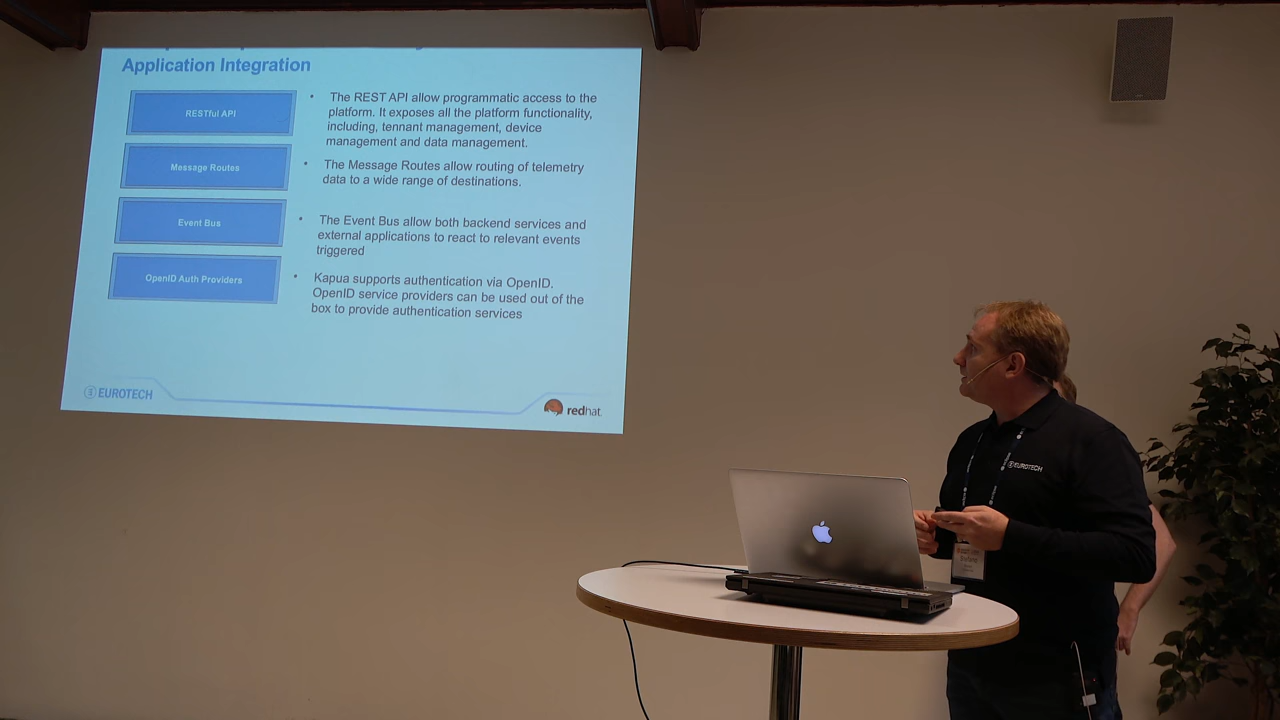 Application Integration
RESTful API
• The REST API allow programmatic access to the
platform. It exposes all the platform functionality,
including, tennant management, device
management and data management.
Message Routes
• The Message Routes allow routing of telemetry
data to a wide range of destinations.
Event Bus
• The Event Bus allow both backend services and
external applications to react to relevant events
triggered
OpenID Auth Providers
• Kapua supports authentication via OpenID.
OpenID service providers can be used out of the
box to provide authentication services
EUROTECH
redhat.
EUROTECH